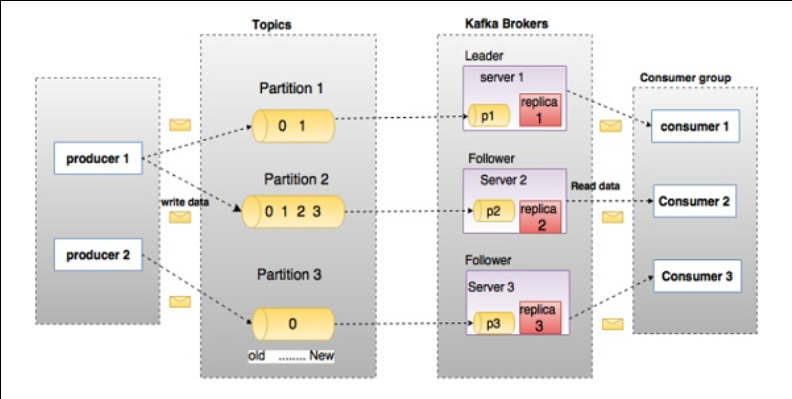 Topics
Kafka Brokers
Leader
server 1
p1
replica
1
Follower
Server 2
p2
replica
2
Follower
Server 3
p3
replica
3
Partition 1
0 1
Partition 2
0 1 2 3
Partition 3
0
old ........ New
producer 1
write data
producer 2
Read data
Consumer group
consumer 1
Consumer 2
Consumer 3